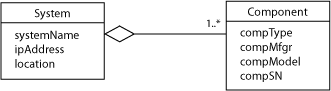 System
systemName
ipAddress
location
1..*
Component
compType
compMfgr
compModel
compSN